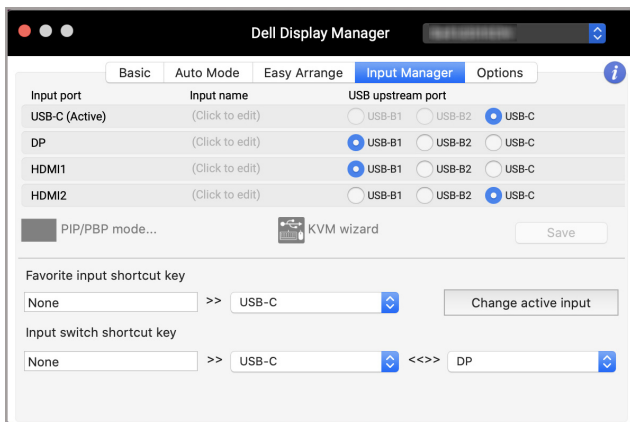 Dell Display Manager
Basic Auto Mode Easy Arrange Input Manager Options i
Input port Input name USB upstream port
USB-C (Active) (Click to edit) USB-B1 USB-B2 USB-C
DP (Click to edit) USB-B1 USB-B2 USB-C
HDMI1 (Click to edit) USB-B1 USB-B2 USB-C
HDMI2 (Click to edit) USB-B1 USB-B2 USB-C
PIP/PBP mode... KVM wizard Save
Favorite input shortcut key
None >> USB-C Change active input
Input switch shortcut key
None >> USB-C <<>> DP